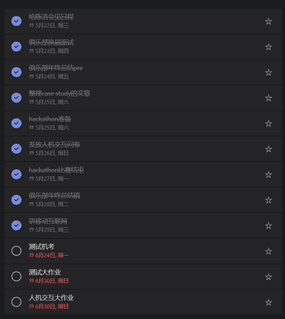 给陈洁会见日程
5月22日, 周三
俱乐部换届面试
5月23日, 周四
俱乐部年终总结pre
5月24日, 周五
整理case study的文章
5月25日, 周六
hackathon准备
5月25日, 周六
发放人机交互问卷
5月26日, 周日
hackathon比赛结束
5月27日, 周一
俱乐部年终总结稿
5月28日, 周二
移动互联网
5月29日, 周三
测试机考
6月24日, 周一
测试大作业
6月30日, 周日
人机交互大作业
6月30日, 周日